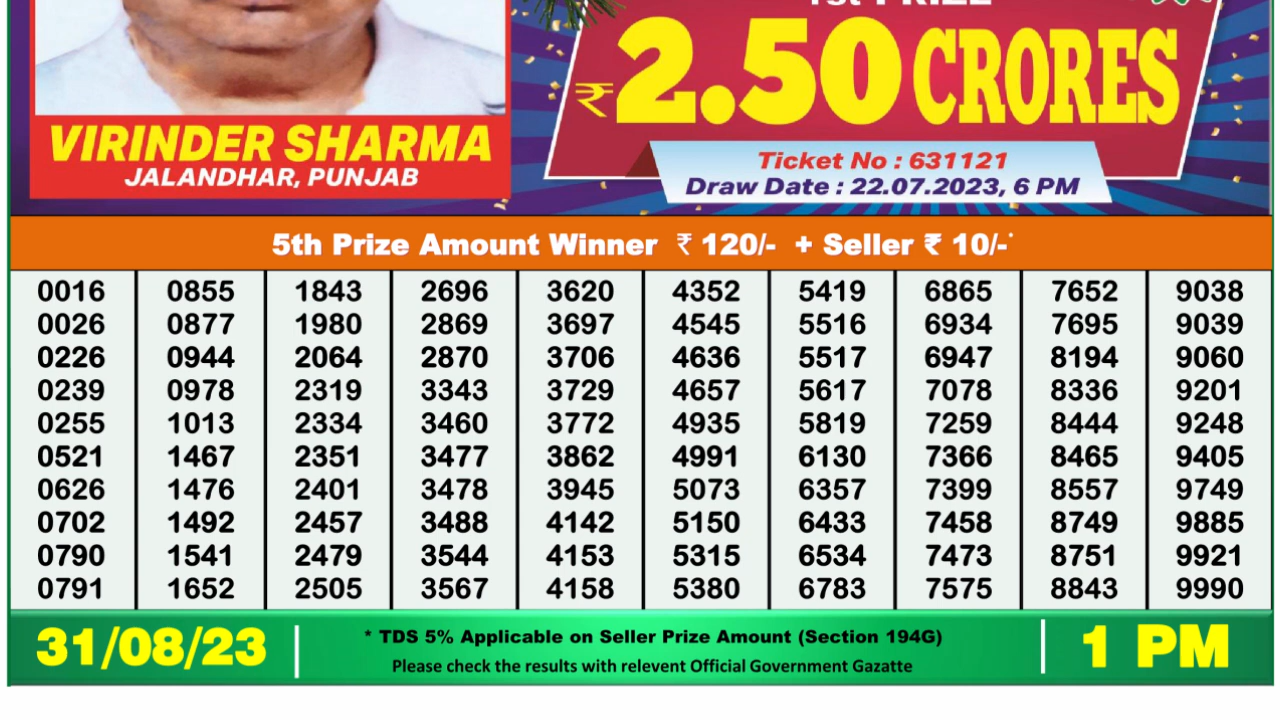 1st PRIZE
₹2.50 CRORES
VIRINDER SHARMA
JALANDHAR, PUNJAB
Ticket No : 631121
Draw Date : 22.07.2023, 6 PM
5th Prize Amount Winner ₹ 120/- + Seller ₹ 10/-*
0016 0855 1843 2696 3620 4352 5419 6865 7652 9038
0026 0877 1980 2869 3697 4545 5516 6934 7695 9039
0226 0944 2064 2870 3706 4636 5517 6947 8194 9060
0239 0978 2319 3343 3729 4657 5617 7078 8336 9201
0255 1013 2334 3460 3772 4935 5819 7259 8444 9248
0521 1467 2351 3477 3862 4991 6130 7366 8465 9405
0626 1476 2401 3478 3945 5073 6357 7399 8557 9749
0702 1492 2457 3488 4142 5150 6433 7458 8749 9885
0790 1541 2479 3544 4153 5315 6534 7473 8751 9921
0791 1652 2505 3567 4158 5380 6783 7575 8843 9990
31/08/23
* TDS 5% Applicable on Seller Prize Amount (Section 194G)
Please check the results with relevent Official Government Gazatte
1 PM